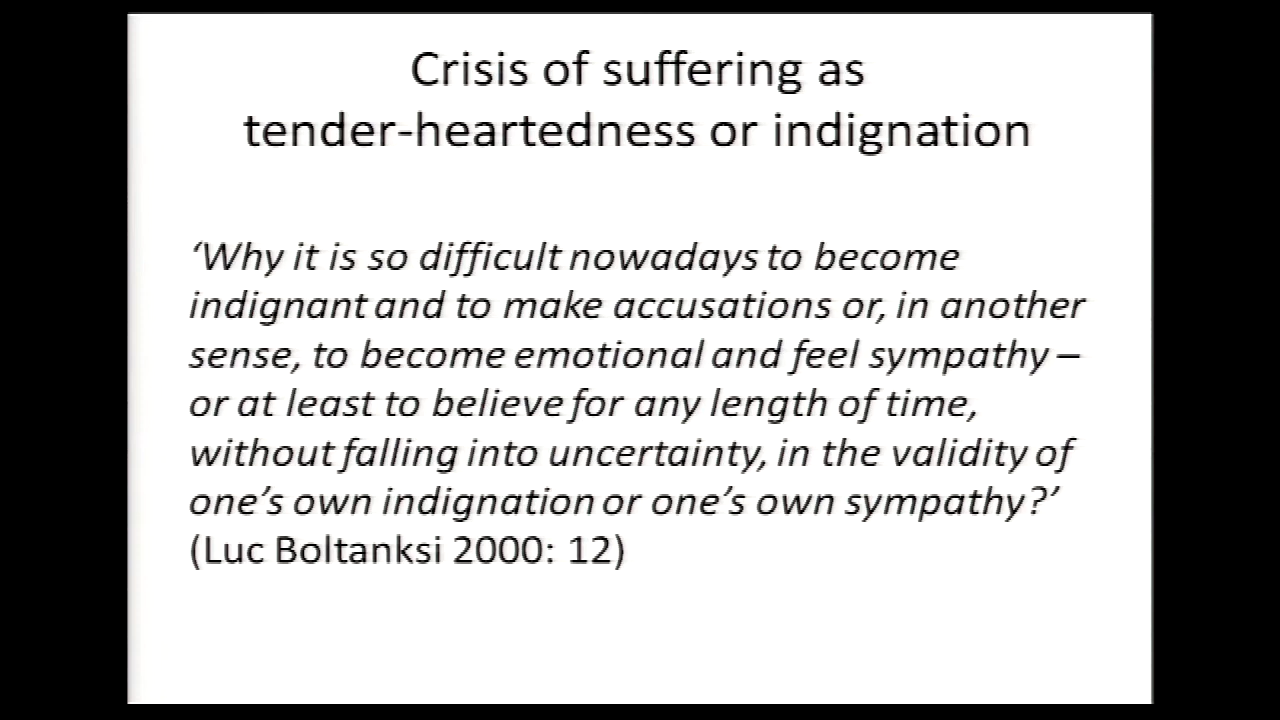 Crisis of suffering as
tender-heartedness or indignation
‘Why it is so difficult nowadays to become
indignant and to make accusations or, in another
sense, to become emotional and feel sympathy –
or at least to believe for any length of time,
without falling into uncertainty, in the validity of
one’s own indignation or one’s own sympathy?’
(Luc Boltanksi 2000: 12)